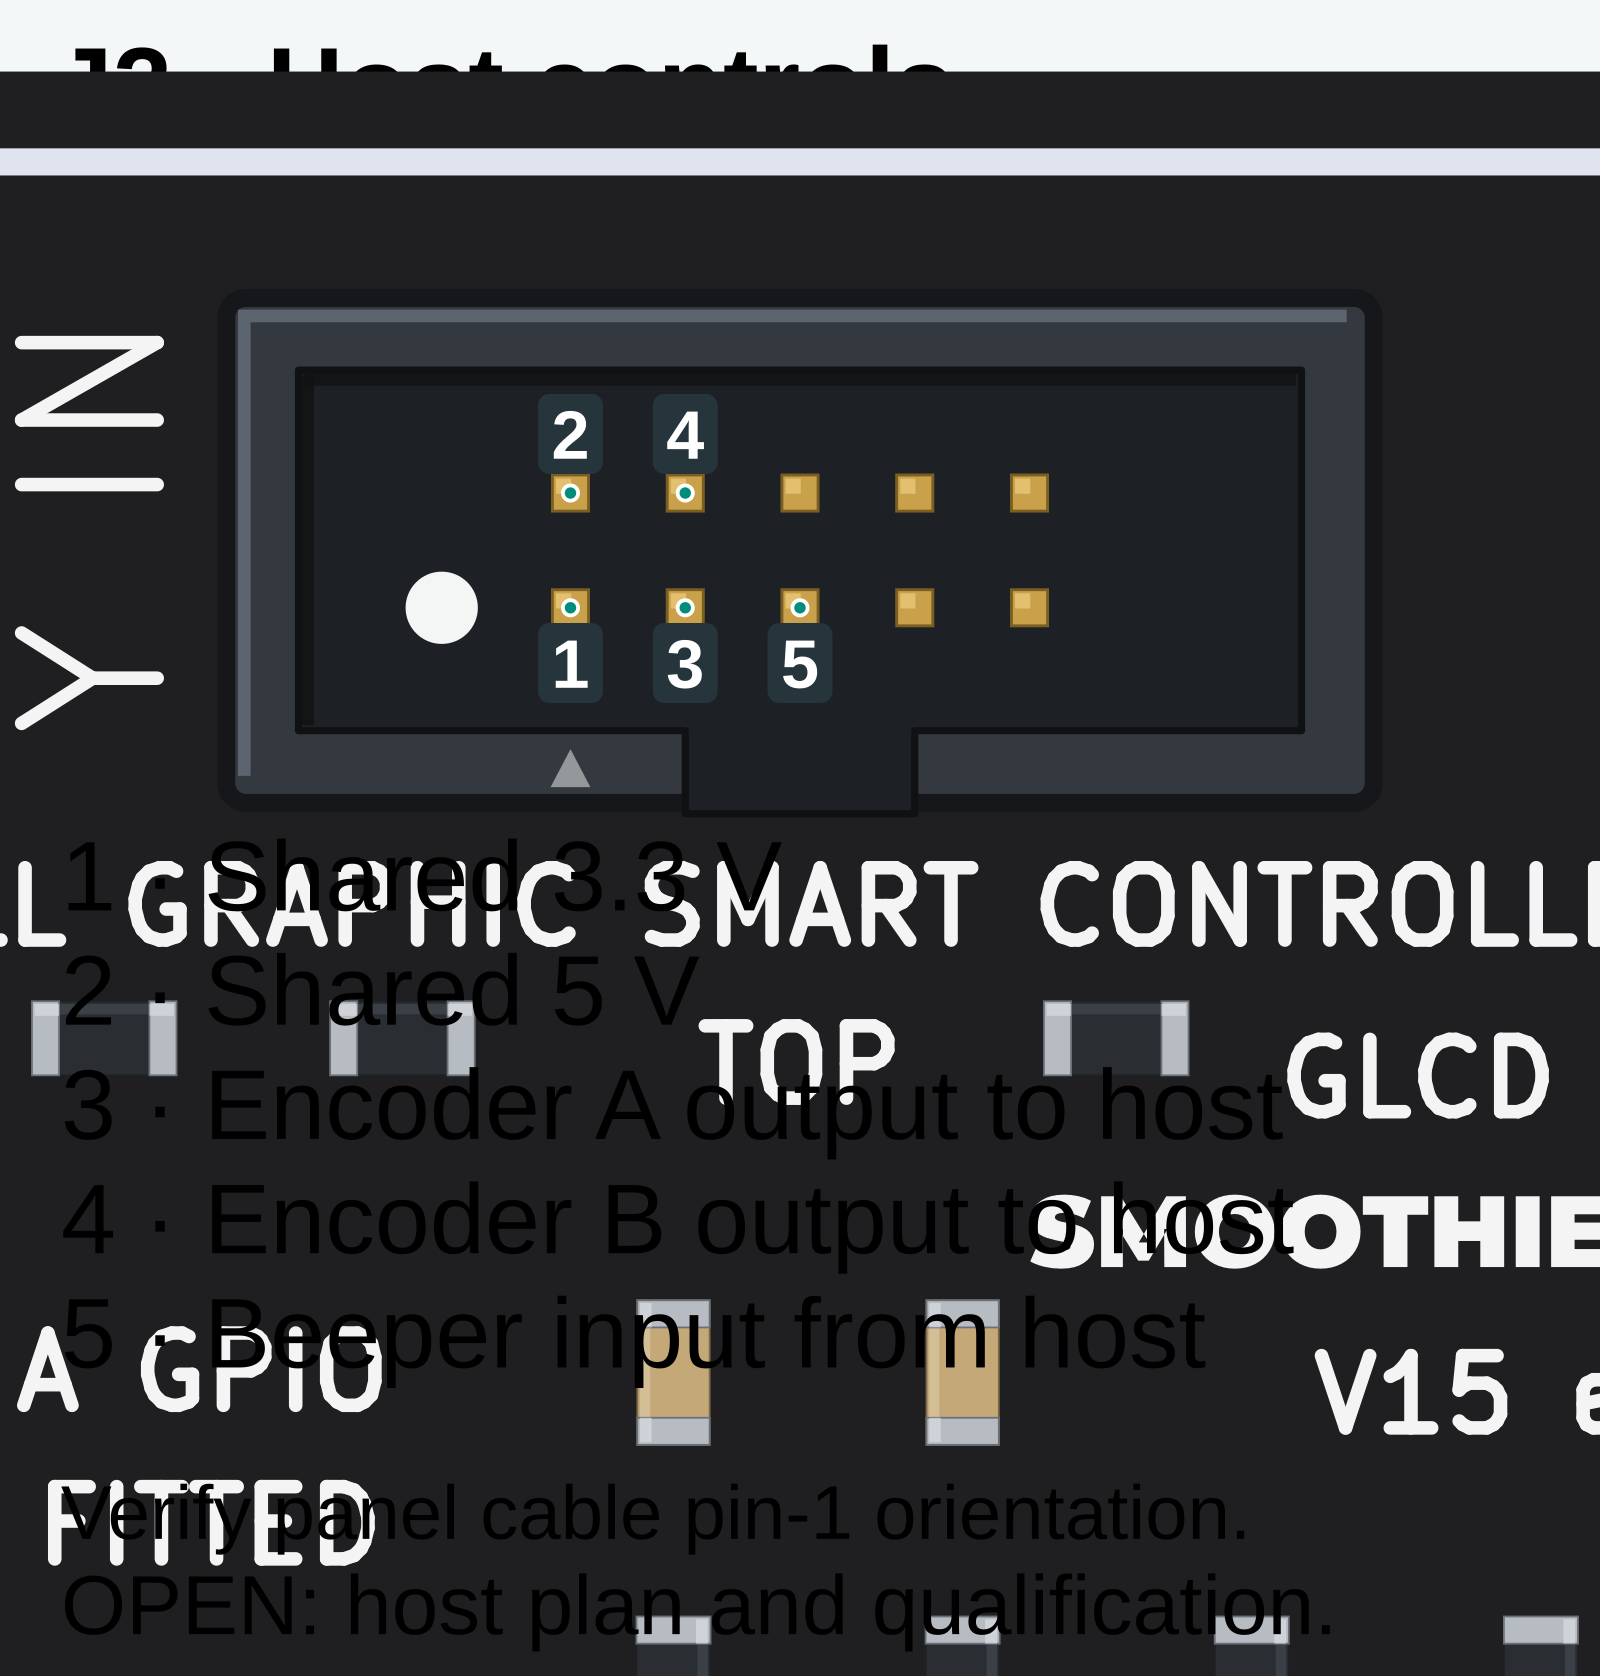 J2 · Host controls
Y IN
2 4
1 3 5
1 · Shared 3.3 V
LL GRAPHIC SMART CONTROLLE
2 · Shared 5 V
TOP
GLCD
3 · Encoder A output to host
4 · Encoder B output to host
SMOOTHIE
5 · Beeper input from host
A GPIO
V15
FITTED
Verify panel cable pin-1 orientation.
OPEN: host plan and qualification.